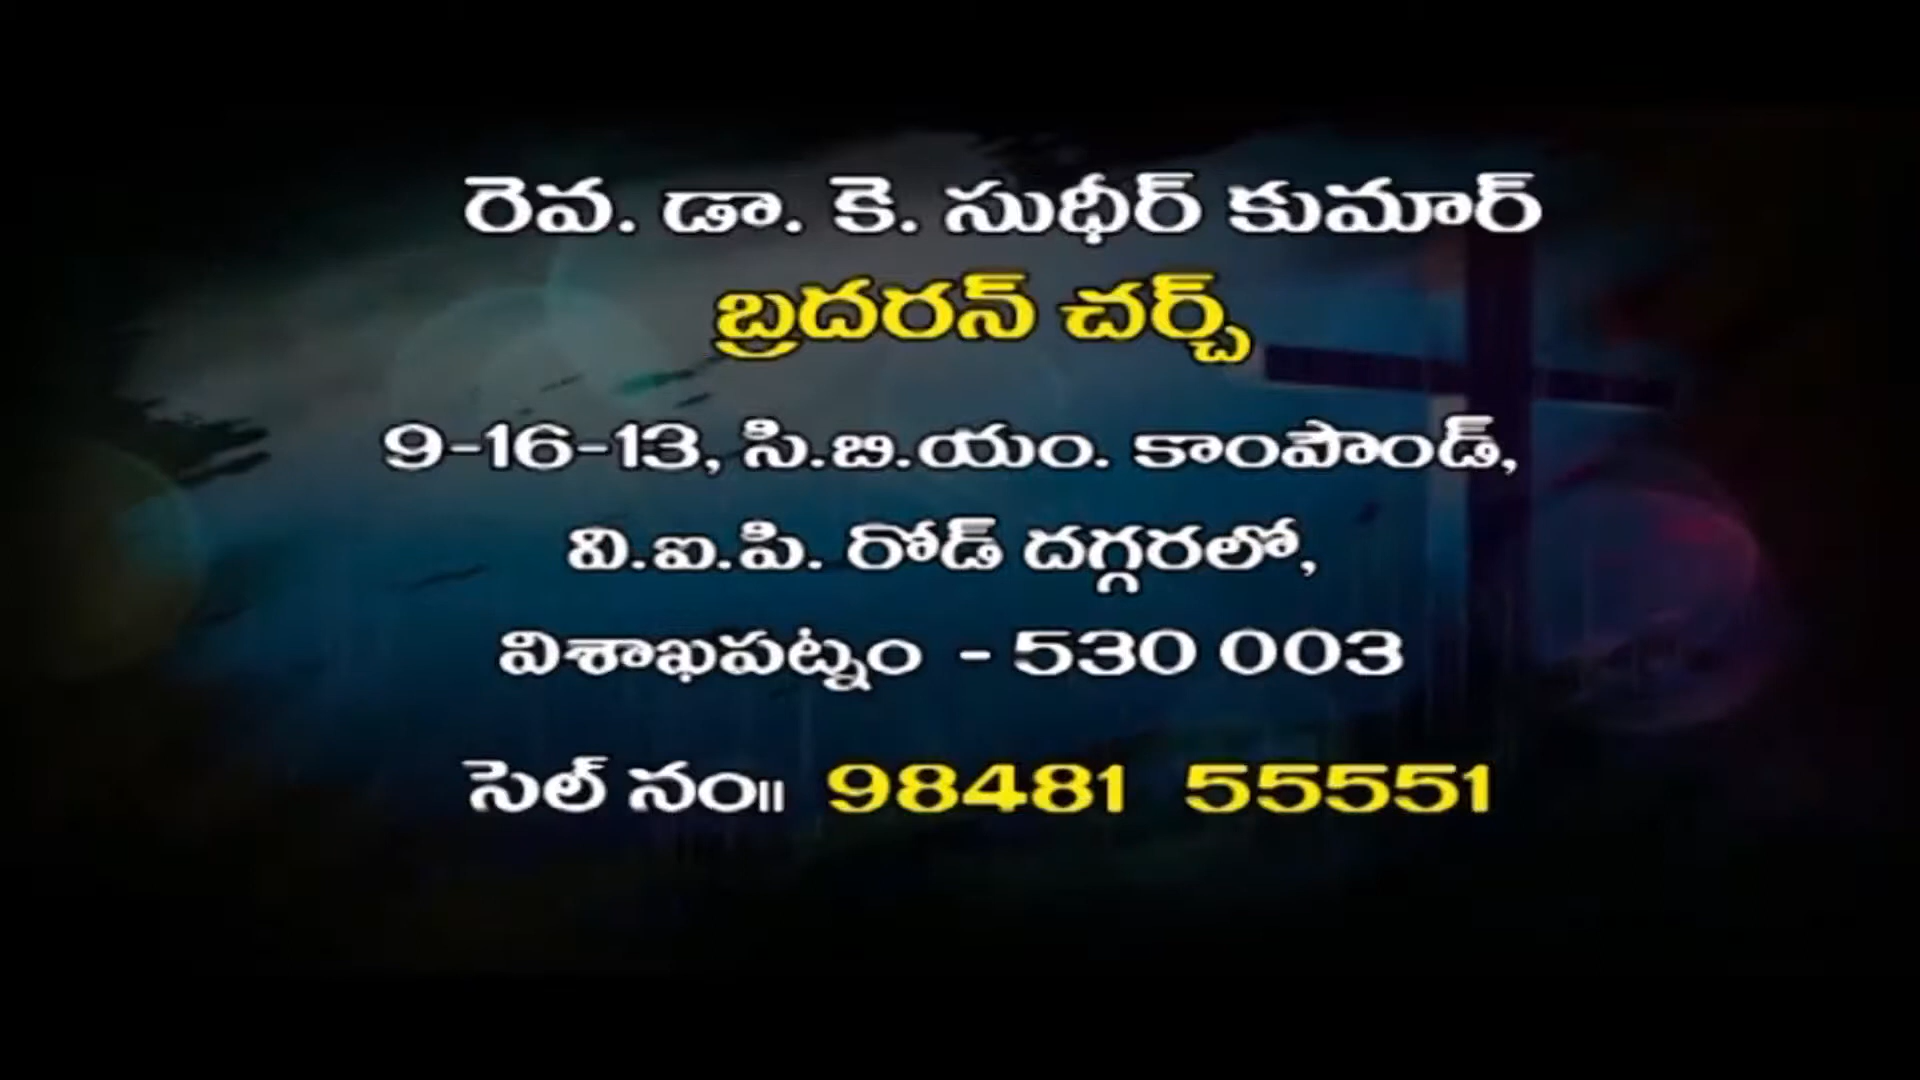 రెవ. డా. కె. సుధీర్ కుమార్
బ్రదరన్ చర్చ్
9-16-13, సి.బి.యం. కాంపౌండ్,
వి.ఐ.పి. రోడ్ దగ్గరలో,
విశాఖపట్నం - 530 003
సెల్ నం॥ 98481 55551